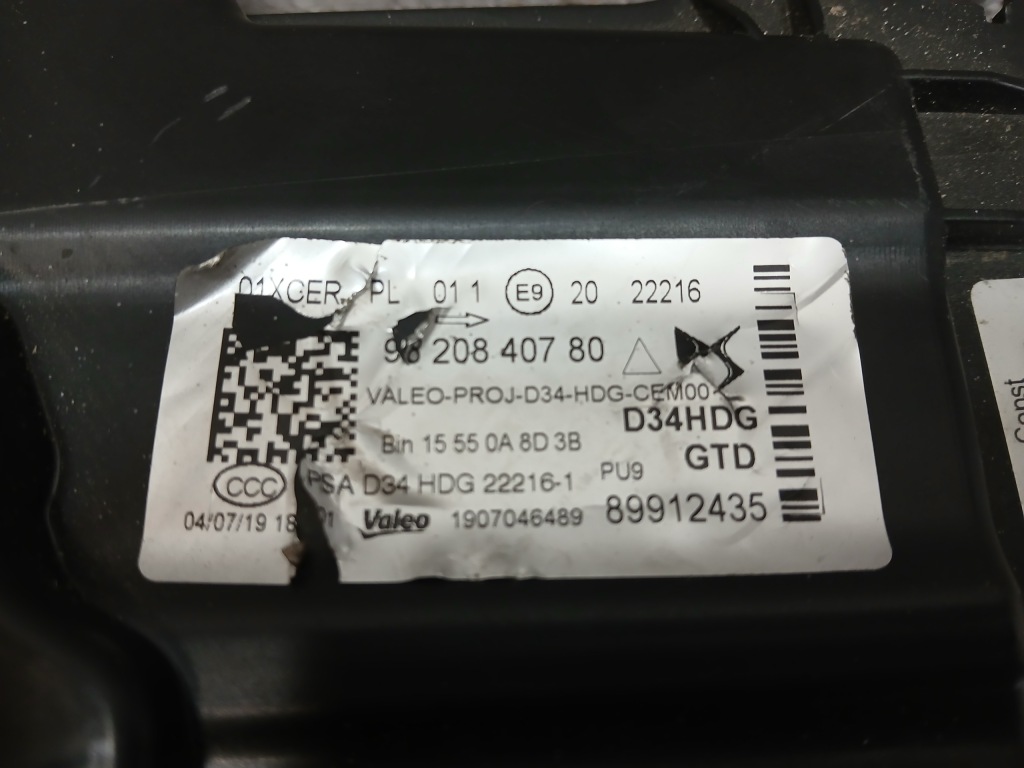 01XCER PL 01 1 E9 20 22216
98 208 407 80
VALEO-PROJ-D34-HDG-CEM00
D34HDG
Bin 15 55 0A 8D 3B
GTD
CCC
PSA D34 HDG 22216-1 PU9
04/07/19 Valeo 1907046489 89912435
Const